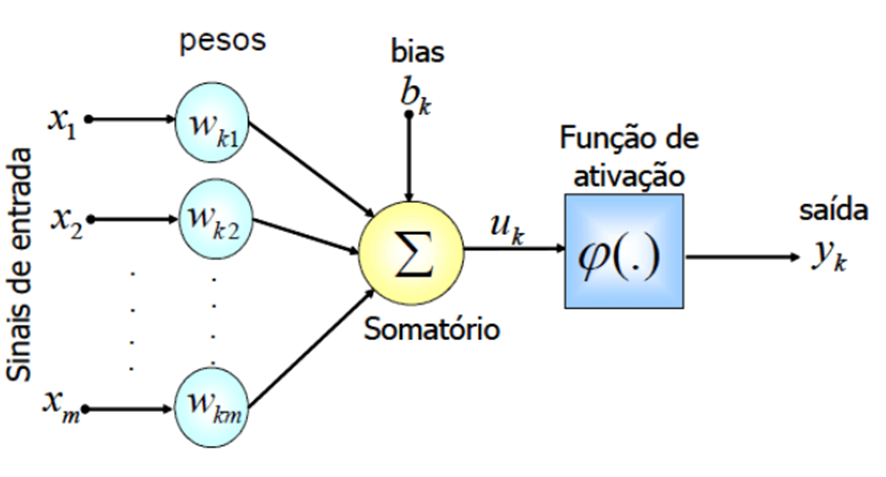 pesos
bias
b_k
Sinais de entrada
x_1
w_k1
x_2
w_k2
x_m
w_km
Σ
Somatório
u_k
Função de
ativação
φ(.)
saída
y_k